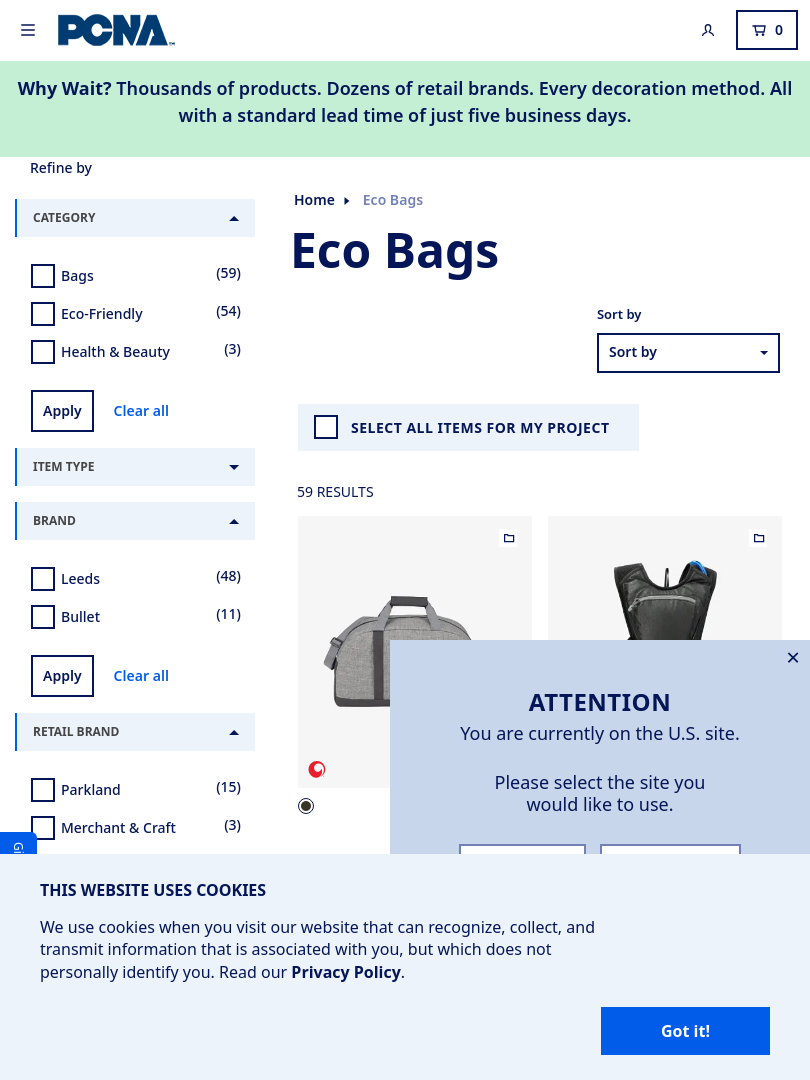 PCNA
0
Why Wait? Thousands of products. Dozens of retail brands. Every decoration method. All
with a standard lead time of just five business days.
Refine by
CATEGORY
Bags (59)
Eco-Friendly (54)
Health & Beauty (3)
Apply Clear all
ITEM TYPE
BRAND
Leeds (48)
Bullet (11)
Apply Clear all
RETAIL BRAND
Parkland (15)
Merchant & Craft (3)
Home Eco Bags
Eco Bags
Sort by
Sort by
SELECT ALL ITEMS FOR MY PROJECT
59 RESULTS
ATTENTION
You are currently on the U.S. site.
Please select the site you
would like to use.
THIS WEBSITE USES COOKIES
We use cookies when you visit our website that can recognize, collect, and
transmit information that is associated with you, but which does not
personally identify you. Read our Privacy Policy.
Got it!